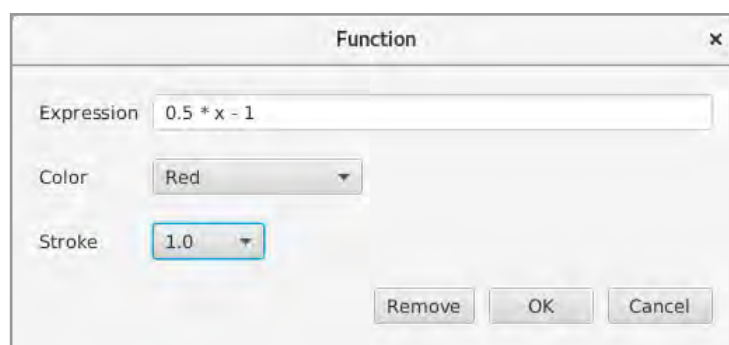 Function
Expression 0.5 * x - 1
Color Red
Stroke 1.0
Remove OK Cancel